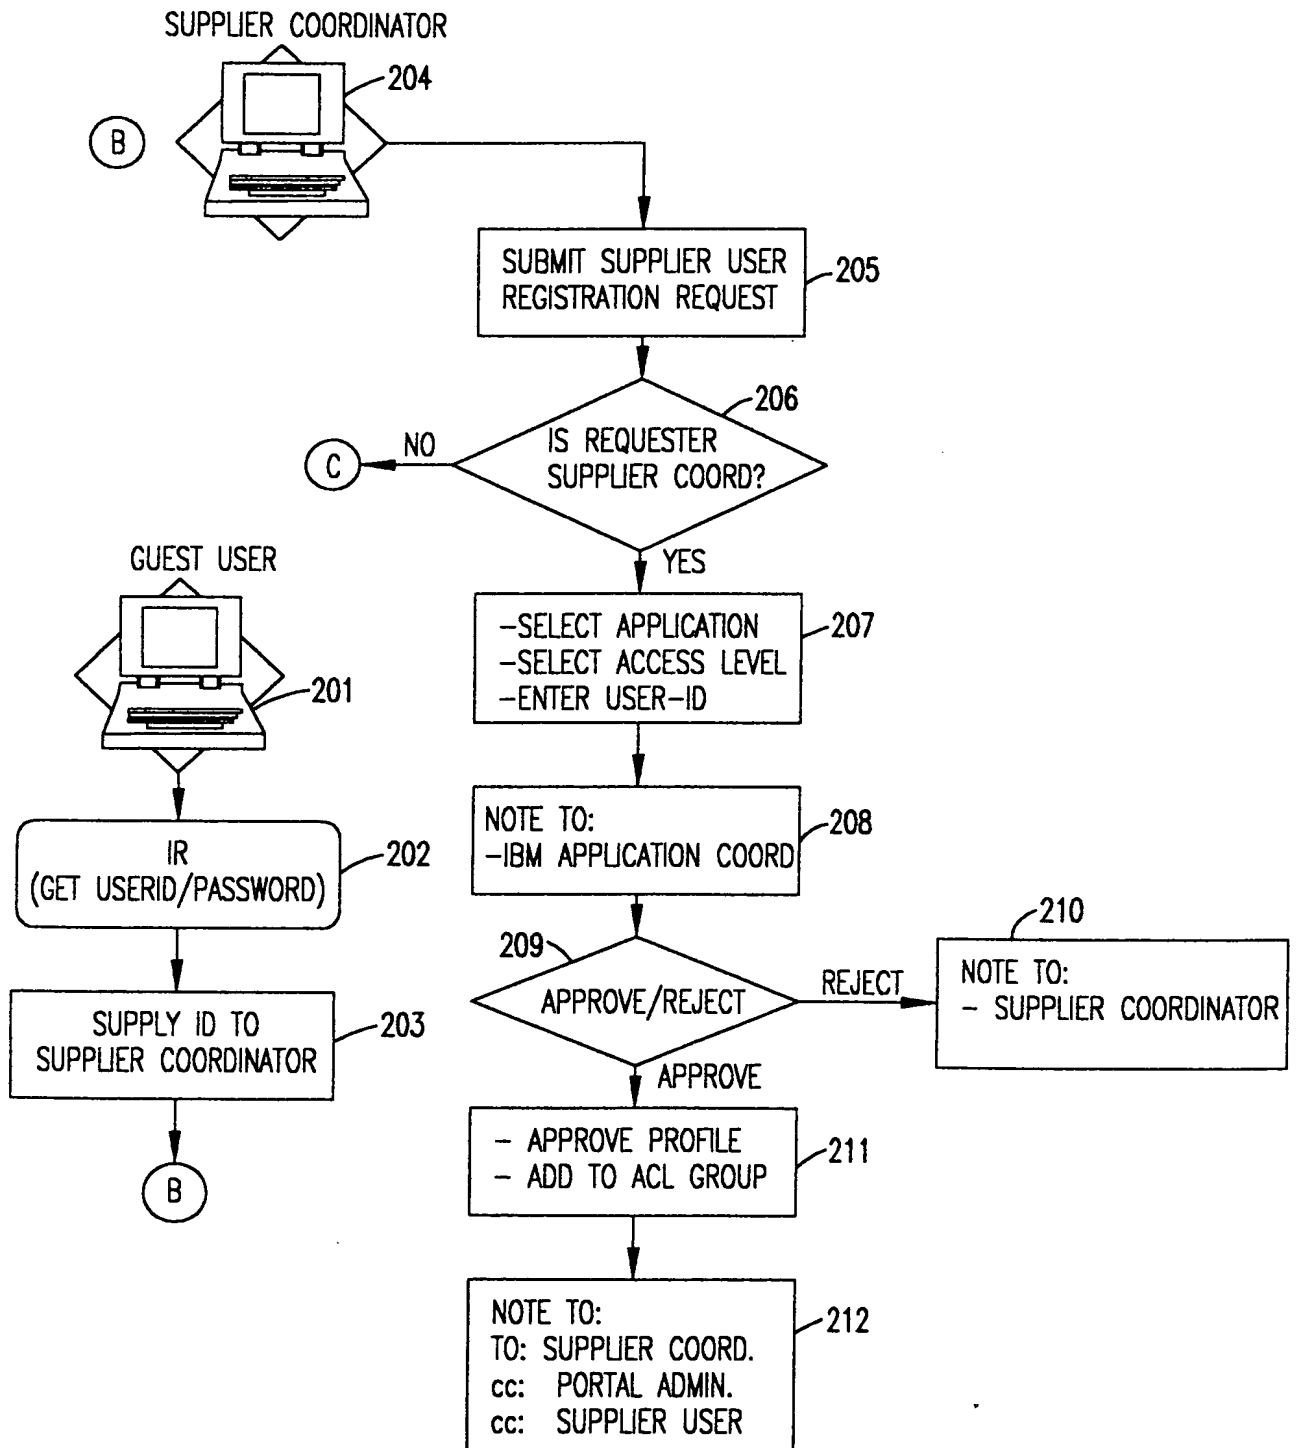 SUPPLIER COORDINATOR
204
B
SUBMIT SUPPLIER USER
REGISTRATION REQUEST
205
206
IS REQUESTER
SUPPLIER COORD?
NO
C
YES
GUEST USER
201
-SELECT APPLICATION
-SELECT ACCESS LEVEL
-ENTER USER-ID
207
IR
(GET USERID/PASSWORD)
202
NOTE TO:
-IBM APPLICATION COORD
208
209
APPROVE/REJECT
REJECT
210
NOTE TO:
- SUPPLIER COORDINATOR
SUPPLY ID TO
SUPPLIER COORDINATOR
203
B
APPROVE
- APPROVE PROFILE
- ADD TO ACL GROUP
211
NOTE TO:
TO: SUPPLIER COORD.
cc: PORTAL ADMIN.
cc: SUPPLIER USER
212